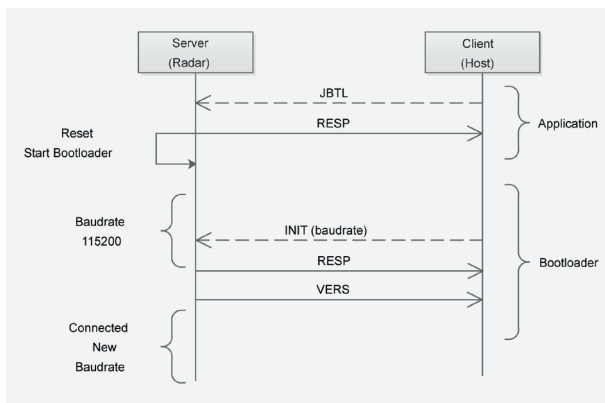 Server
(Radar)
Client
(Host)
JBTL
RESP
Application
Reset
Start Bootloader
Baudrate
115200
INIT (baudrate)
RESP
Bootloader
VERS
Connected
New
Baudrate